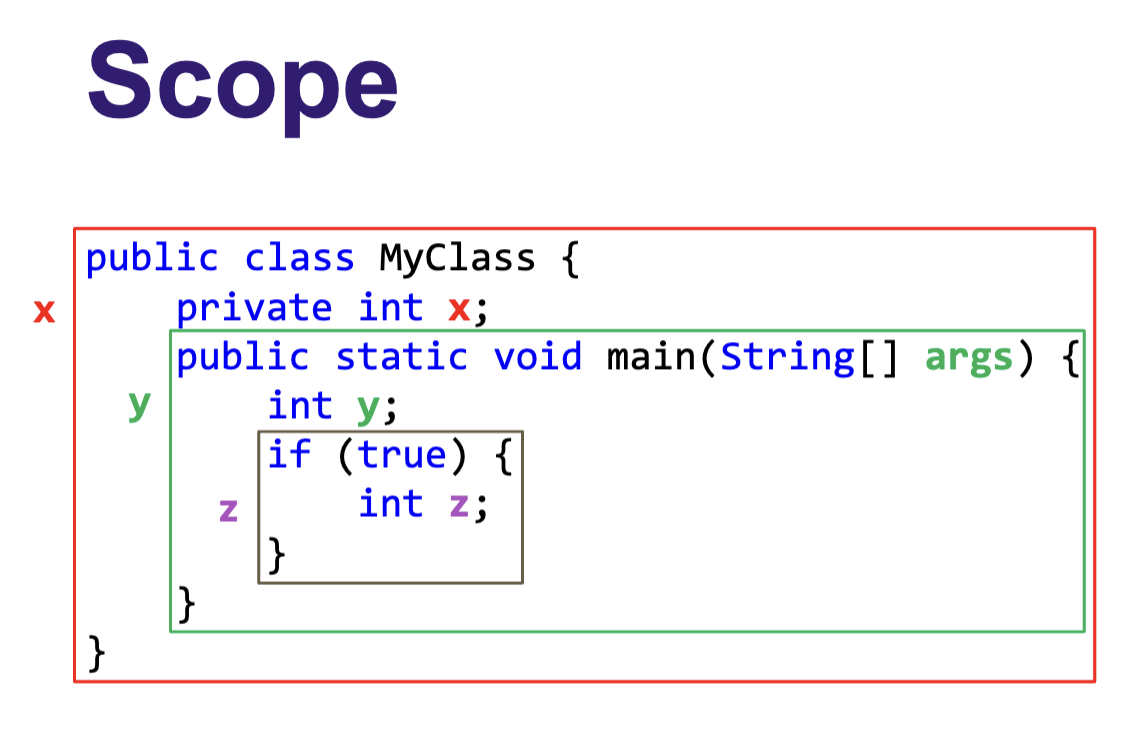 Scope
public class MyClass {
x private int x;
public static void main(String[] args) {
y int y;
if (true) {
z int z;
}
}
}